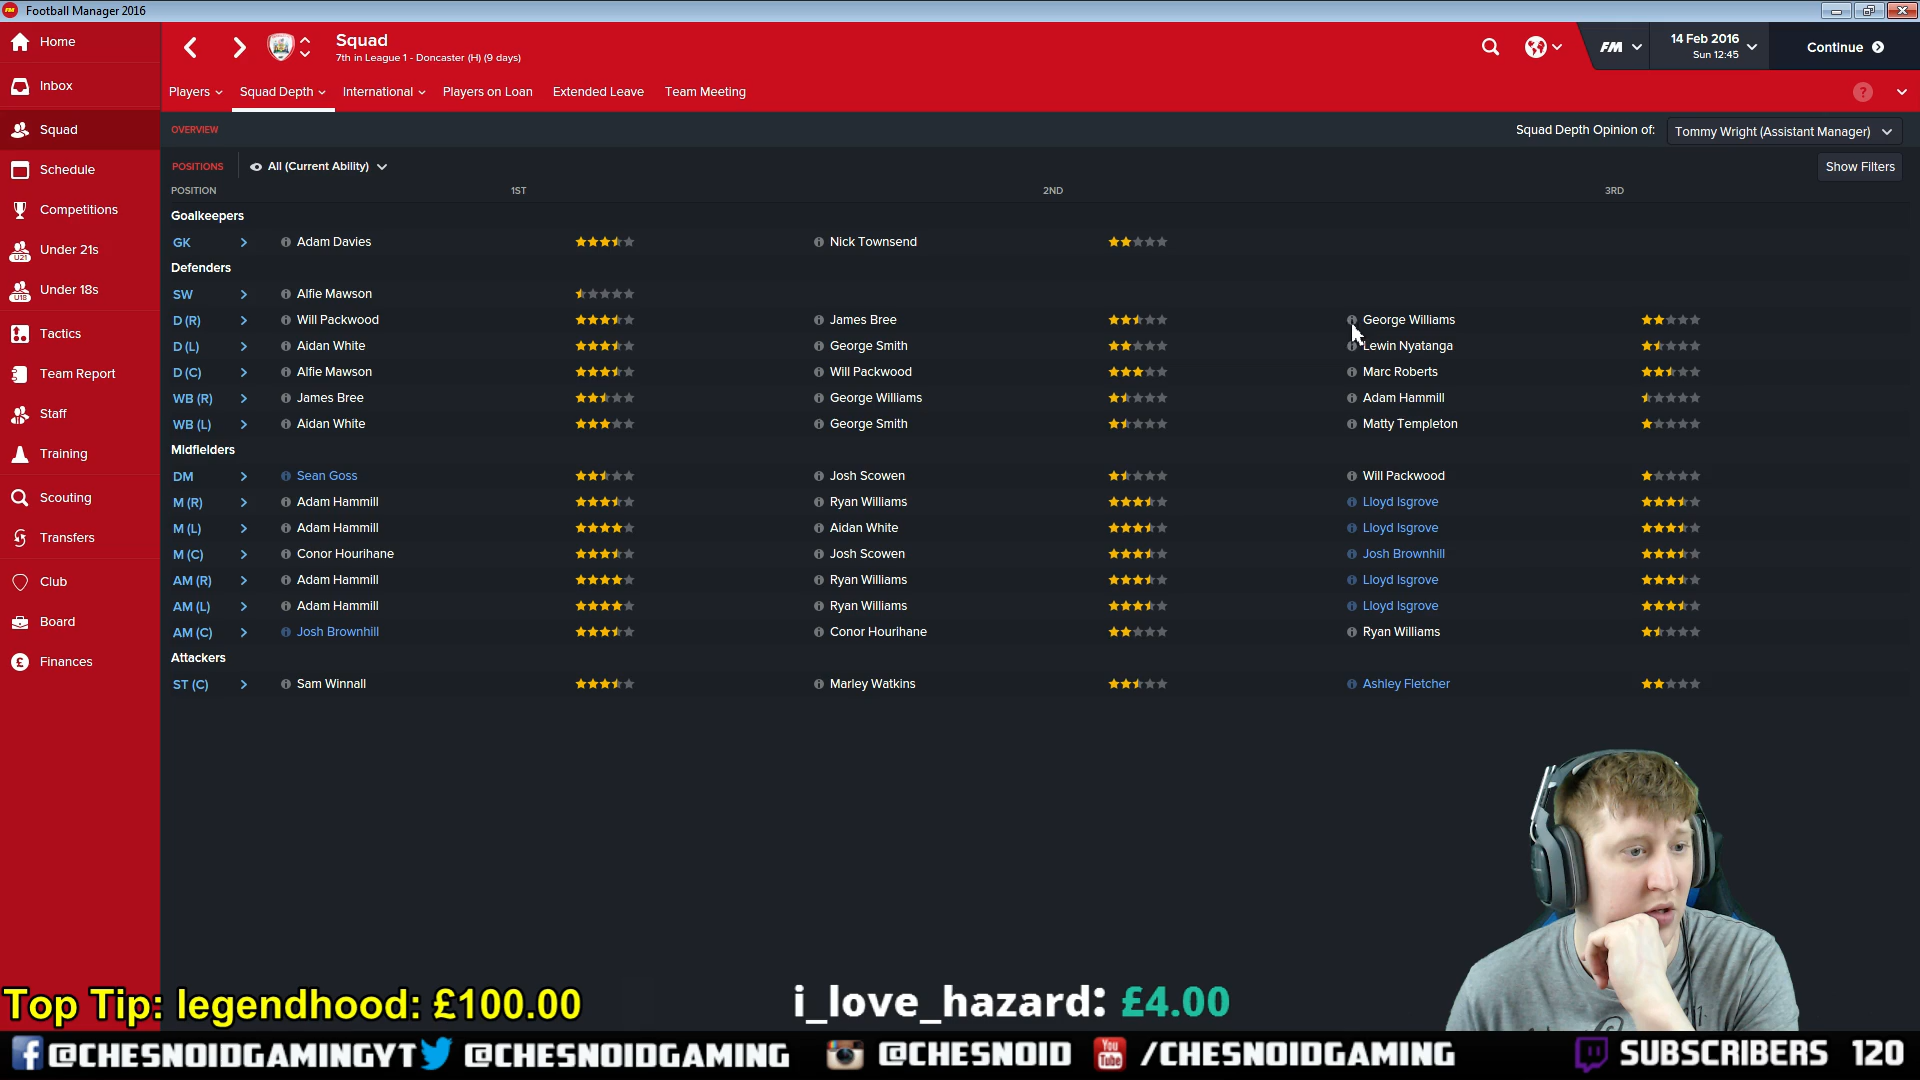 Football Manager 2016
Home
Inbox
Squad
Schedule
Competitions
Under 21s
Under 18s
Tactics
Team Report
Staff
Training
Scouting
Transfers
Club
Board
Finances
Squad
7th in League 1 - Doncaster (H) (9 days)
FM
14 Feb 2016
Sun 12:45
Continue
Players Squad Depth International Players on Loan Extended Leave Team Meeting ?
OVERVIEW Squad Depth Opinion of: Tommy Wright (Assistant Manager)
POSITIONS All (Current Ability) Show Filters
POSITION 1ST 2ND 3RD
Goalkeepers
GK Adam Davies Nick Townsend
Defenders
SW Alfie Mawson
D (R) Will Packwood James Bree George Williams
D (L) Aidan White George Smith Lewin Nyatanga
D (C) Alfie Mawson Will Packwood Marc Roberts
WB (R) James Bree George Williams Adam Hammill
WB (L) Aidan White George Smith Matty Templeton
Midfielders
DM Sean Goss Josh Scowen Will Packwood
M (R) Adam Hammill Ryan Williams Lloyd Isgrove
M (L) Adam Hammill Aidan White Lloyd Isgrove
M (C) Conor Hourihane Josh Scowen Josh Brownhill
AM (R) Adam Hammill Ryan Williams Lloyd Isgrove
AM (L) Adam Hammill Ryan Williams Lloyd Isgrove
AM (C) Josh Brownhill Conor Hourihane Ryan Williams
Attackers
ST (C) Sam Winnall Marley Watkins Ashley Fletcher
Top Tip: legendhood: £100.00
i_love_hazard: £4.00
@CHESNOIDGAMINGYT @CHESNOIDGAMING @CHESNOID You Tube /CHESNOIDGAMING SUBSCRIBERS 120